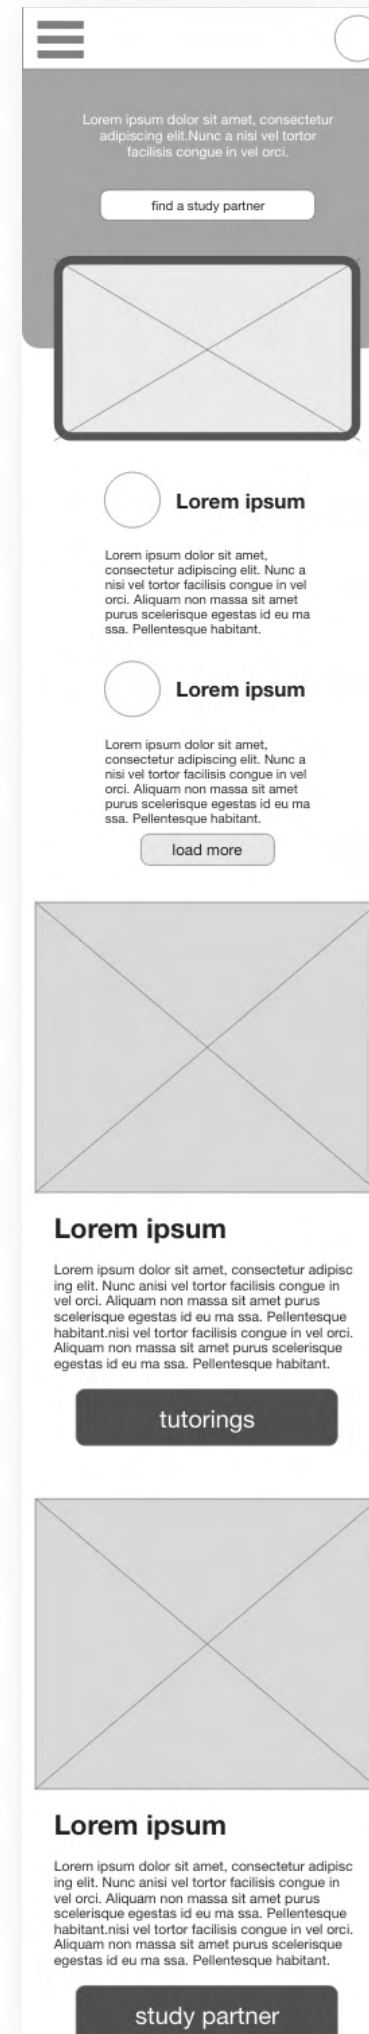 Lorem ipsum dolor sit amet, consectetur
adipiscing elit.Nunc a nisi vel tortor
facilisis congue in vel orci.
find a study partner
Lorem ipsum
Lorem ipsum dolor sit amet,
consectetur adipiscing elit. Nunc a
nisi vel tortor facilisis congue in vel
orci. Aliquam non massa sit amet
purus scelerisque egestas id eu ma
ssa. Pellentesque habitant.
Lorem ipsum
Lorem ipsum dolor sit amet,
consectetur adipiscing elit. Nunc a
nisi vel tortor facilisis congue in vel
orci. Aliquam non massa sit amet
purus scelerisque egestas id eu ma
ssa. Pellentesque habitant.
load more
Lorem ipsum
Lorem ipsum dolor sit amet, consectetur adipisc
ing elit. Nunc anisi vel tortor facilisis congue in
vel orci. Aliquam non massa sit amet purus
scelerisque egestas id eu ma ssa. Pellentesque
habitant.nisi vel tortor facilisis congue in vel orci.
Aliquam non massa sit amet purus scelerisque
egestas id eu ma ssa. Pellentesque habitant.
tutorings
Lorem ipsum
Lorem ipsum dolor sit amet, consectetur adipisc
ing elit. Nunc anisi vel tortor facilisis congue in
vel orci. Aliquam non massa sit amet purus
scelerisque egestas id eu ma ssa. Pellentesque
habitant.nisi vel tortor facilisis congue in vel orci.
Aliquam non massa sit amet purus scelerisque
egestas id eu ma ssa. Pellentesque habitant.
study partner